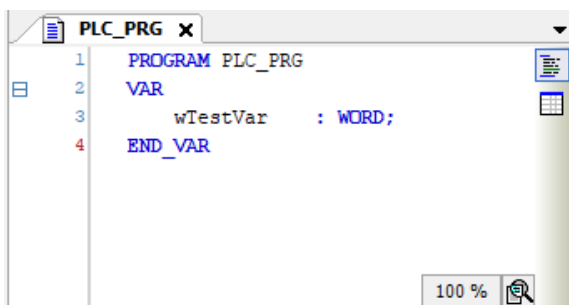 PLC_PRG
1 PROGRAM PLC_PRG
2 VAR
3 wTestVar : WORD;
4 END_VAR
100 %